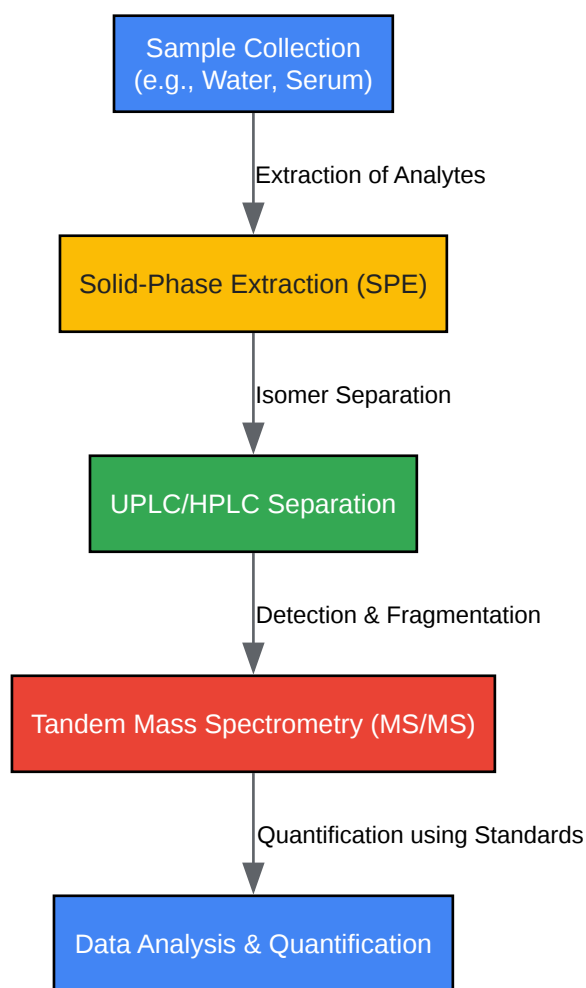 Sample Collection
(e.g., Water, Serum)
Extraction of Analytes
Solid-Phase Extraction (SPE)
Isomer Separation
UPLC/HPLC Separation
Detection & Fragmentation
Tandem Mass Spectrometry (MS/MS)
Quantification using Standards
Data Analysis & Quantification